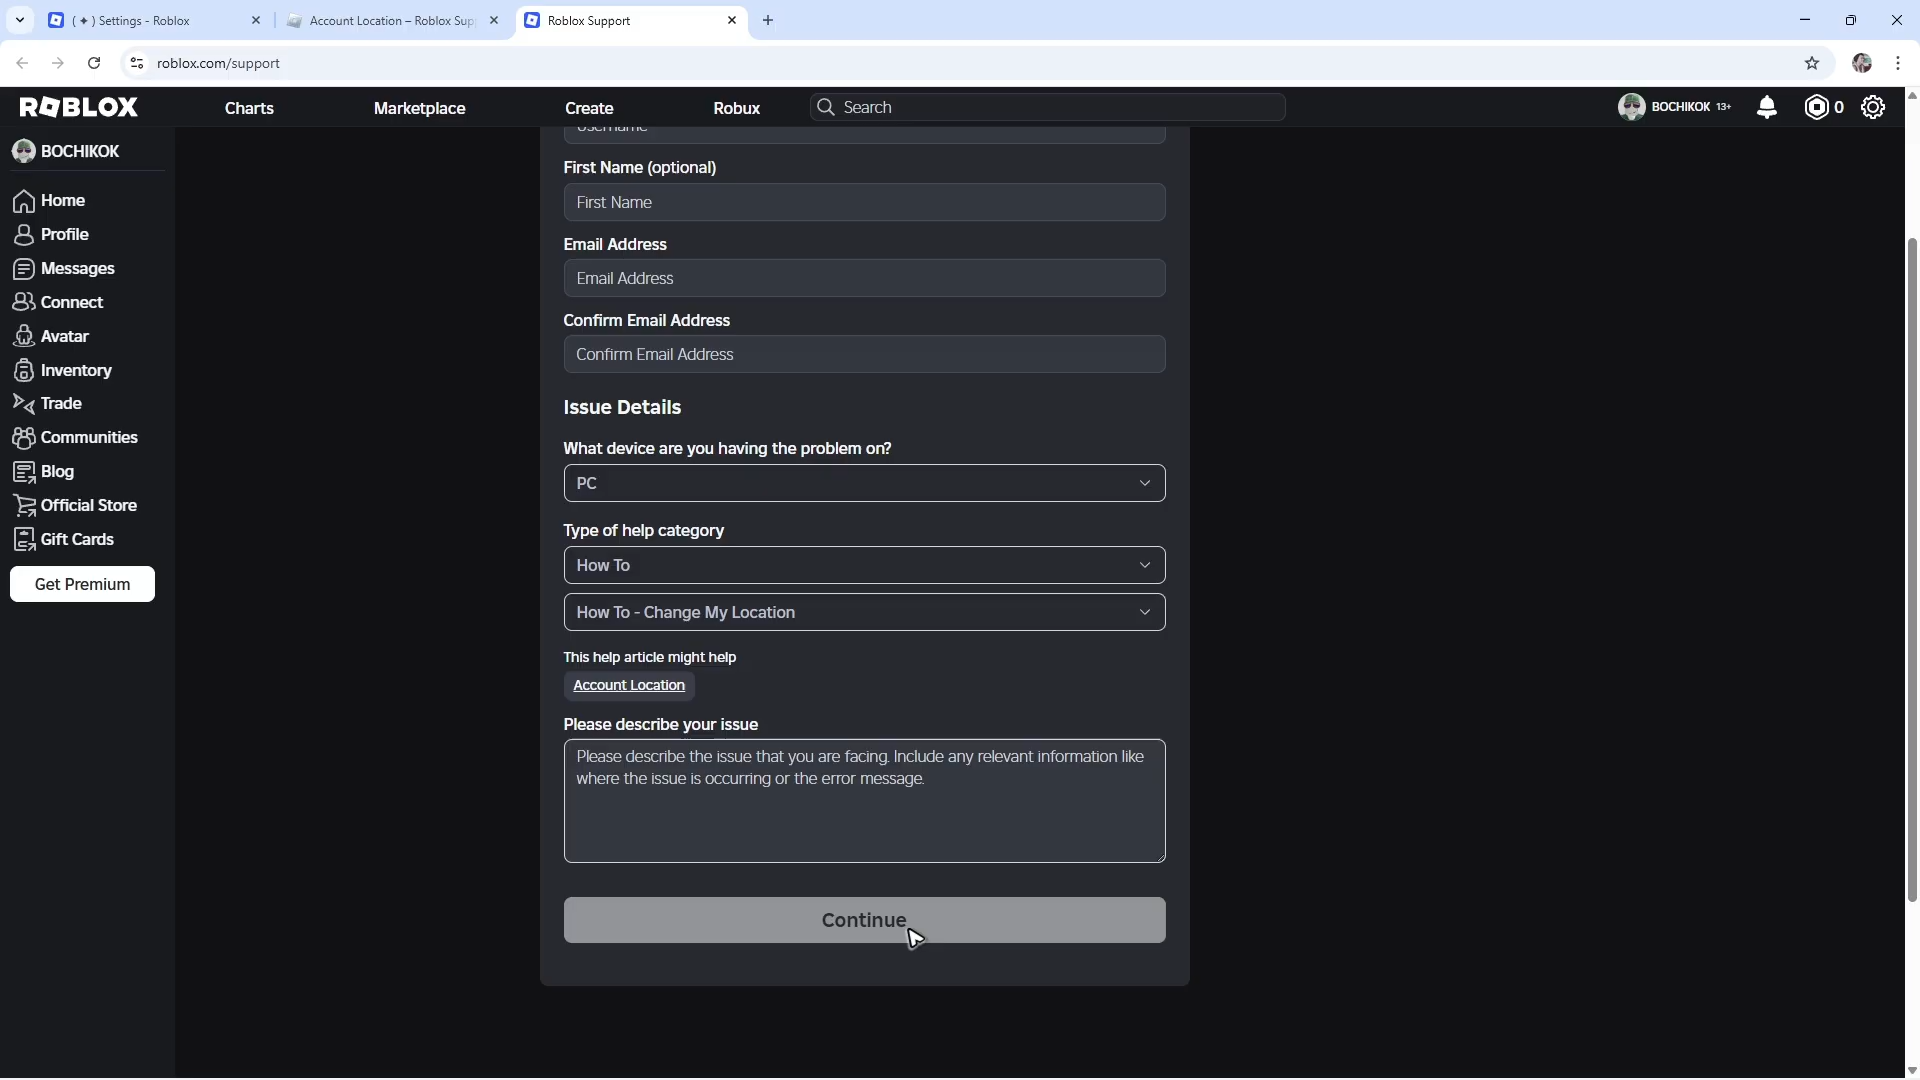 ( ✦ ) Settings - Roblox
Account Location – Roblox Sup
Roblox Support
roblox.com/support
ROBLOX
Charts
Marketplace
Create
Robux
Search
BOCHIKOK 13+
0
BOCHIKOK
Home
Profile
Messages
Connect
Avatar
Inventory
Trade
Communities
Blog
Official Store
Gift Cards
Get Premium
Username
First Name (optional)
First Name
Email Address
Email Address
Confirm Email Address
Confirm Email Address
Issue Details
What device are you having the problem on?
PC
Type of help category
How To
How To - Change My Location
This help article might help
Account Location
Please describe your issue
Please describe the issue that you are facing. Include any relevant information like
where the issue is occurring or the error message.
Continue